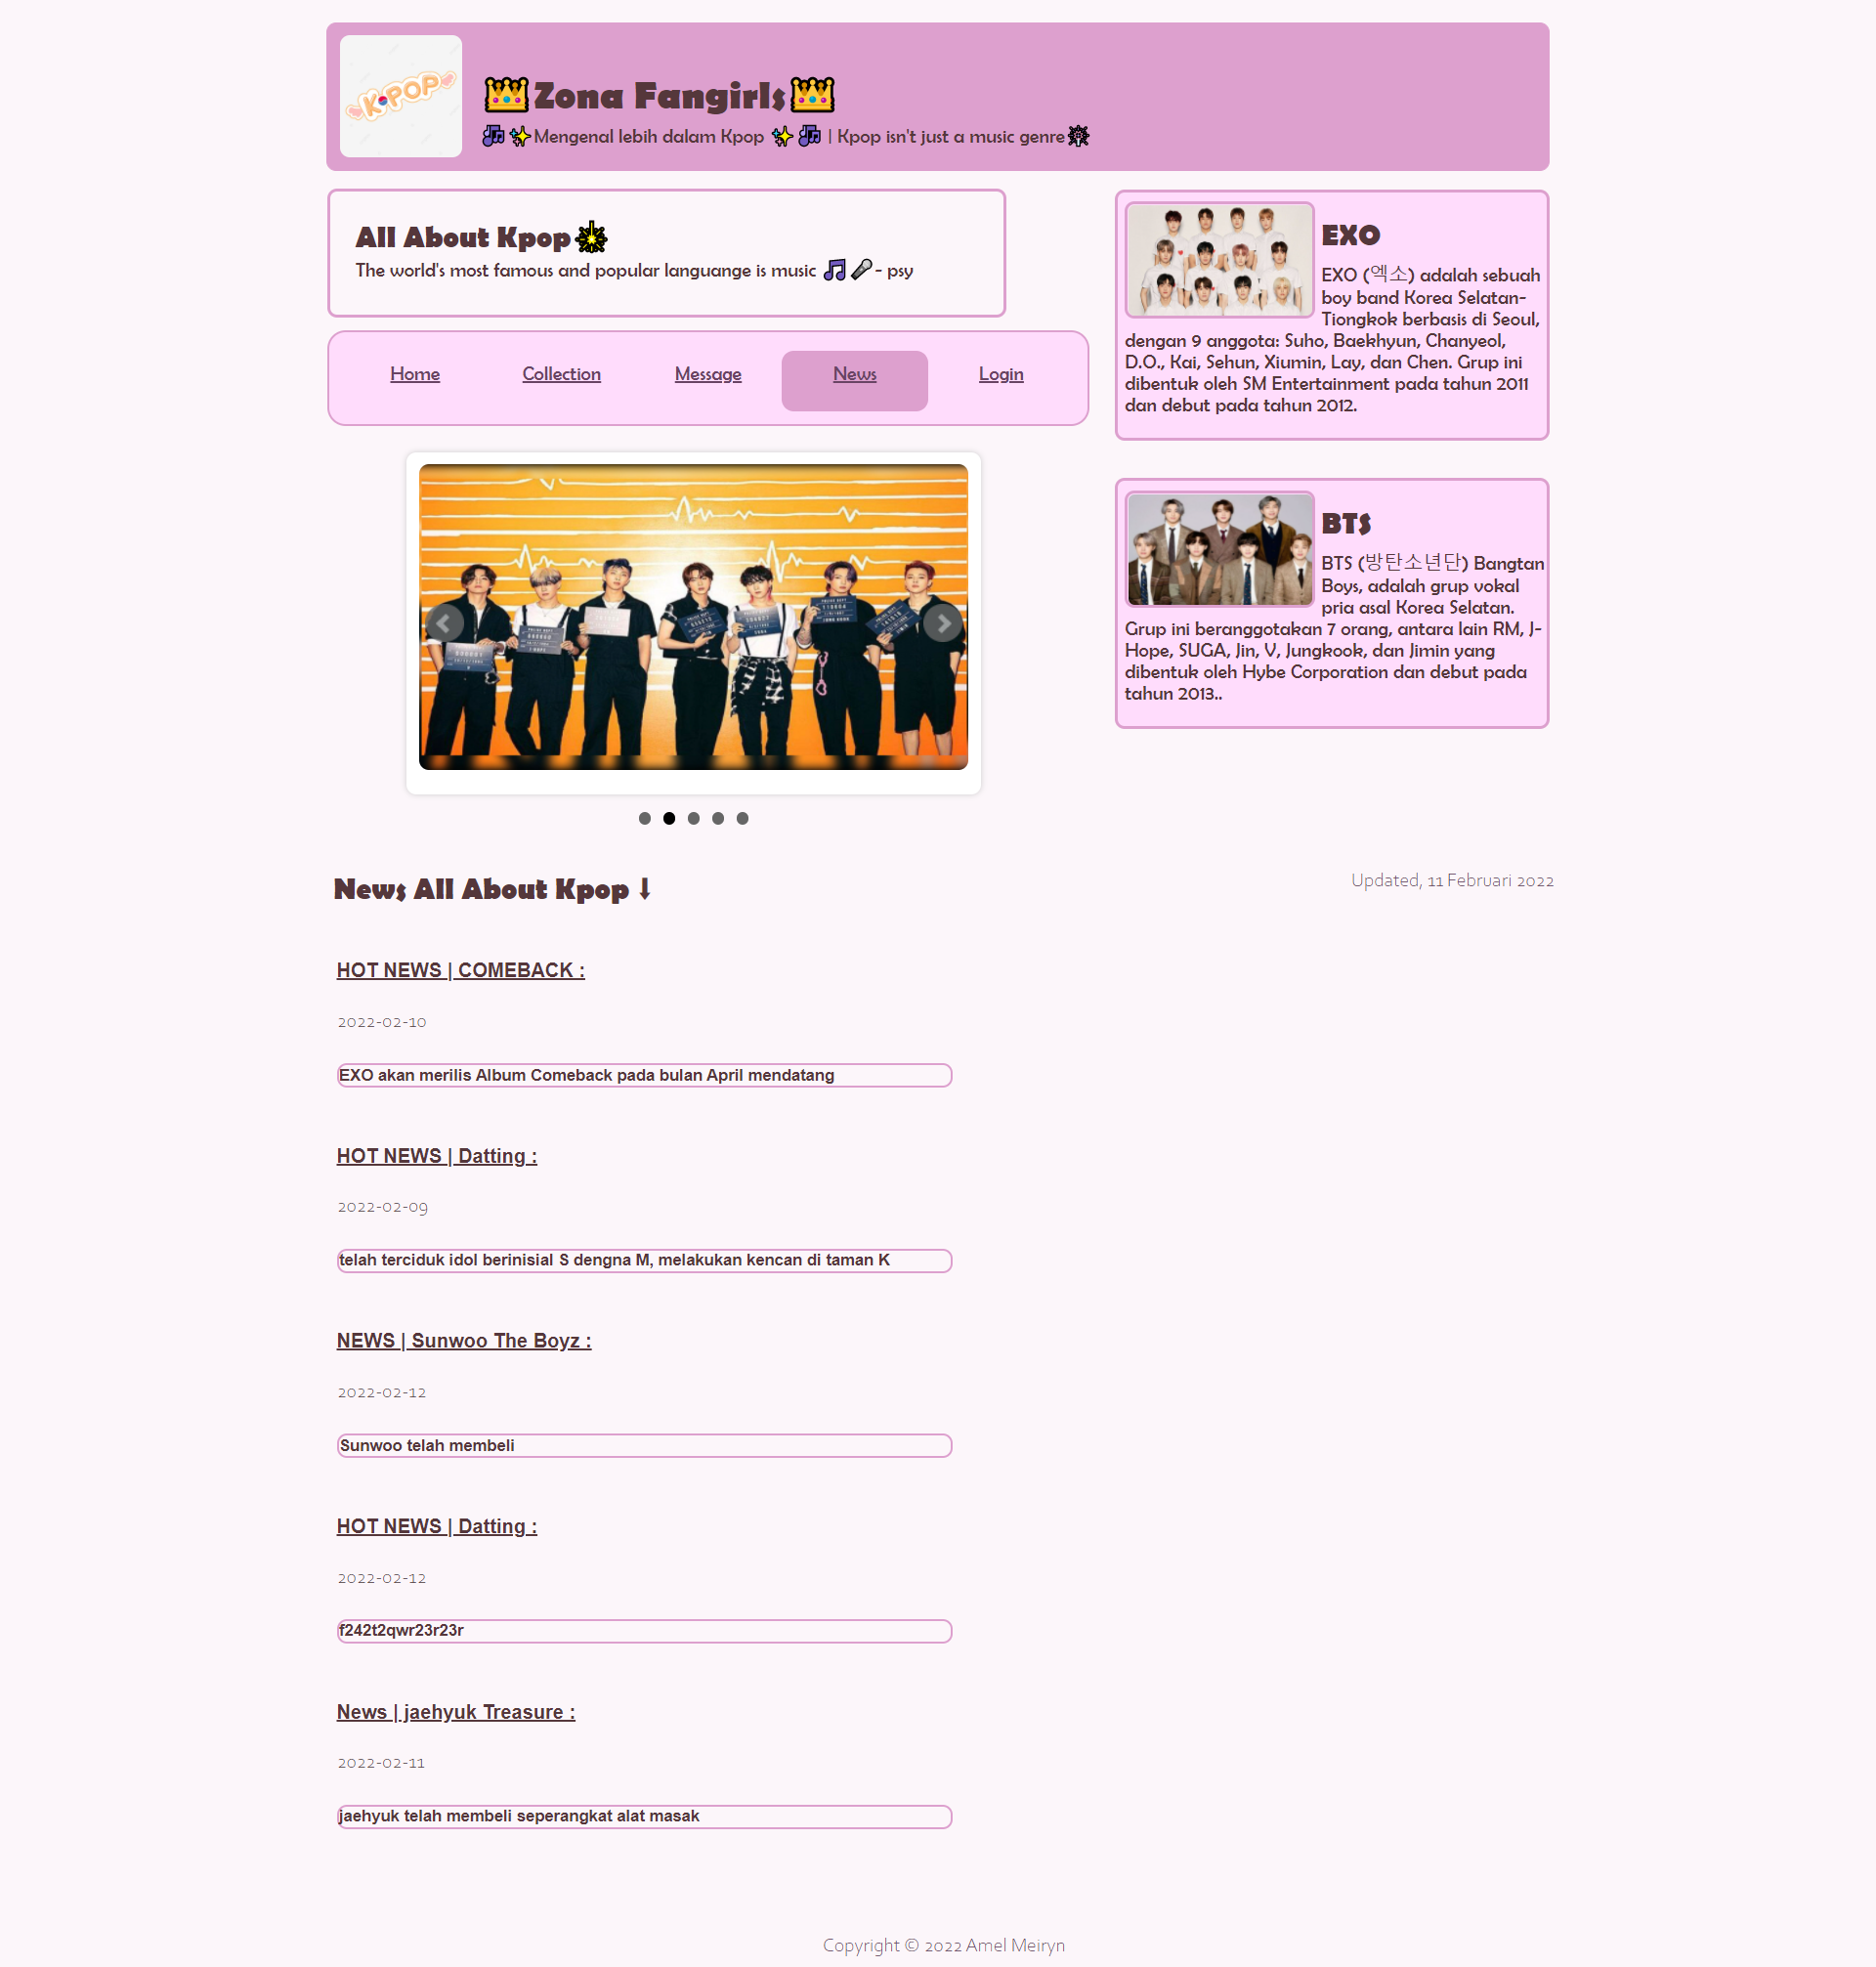 K-POP
👑Zona Fangirls👑
🎶✨Mengenal lebih dalam Kpop ✨🎶 | Kpop isn't just a music genre
All About Kpop
The world's most famous and popular languange is music 🎵🎤- psy
Home Collection Message News Login
EXO
EXO (엑소) adalah sebuah
boy band Korea Selatan-
Tiongkok berbasis di Seoul,
dengan 9 anggota: Suho, Baekhyun, Chanyeol,
D.O., Kai, Sehun, Xiumin, Lay, dan Chen. Grup ini
dibentuk oleh SM Entertainment pada tahun 2011
dan debut pada tahun 2012.
BTS
BTS (방탄소년단) Bangtan
Boys, adalah grup vokal
pria asal Korea Selatan.
Grup ini beranggotakan 7 orang, antara lain RM, J-
Hope, SUGA, Jin, V, Jungkook, dan Jimin yang
dibentuk oleh Hybe Corporation dan debut pada
tahun 2013..
News All About Kpop ⬇
Updated, 11 Februari 2022
HOT NEWS | COMEBACK :
2022-02-10
EXO akan merilis Album Comeback pada bulan April mendatang
HOT NEWS | Datting :
2022-02-09
telah terciduk idol berinisial S dengna M, melakukan kencan di taman K
NEWS | Sunwoo The Boyz :
2022-02-12
Sunwoo telah membeli
HOT NEWS | Datting :
2022-02-12
f242t2qwr23r23r
News | jaehyuk Treasure :
2022-02-11
jaehyuk telah membeli seperangkat alat masak
Copyright © 2022 Amel Meiryn